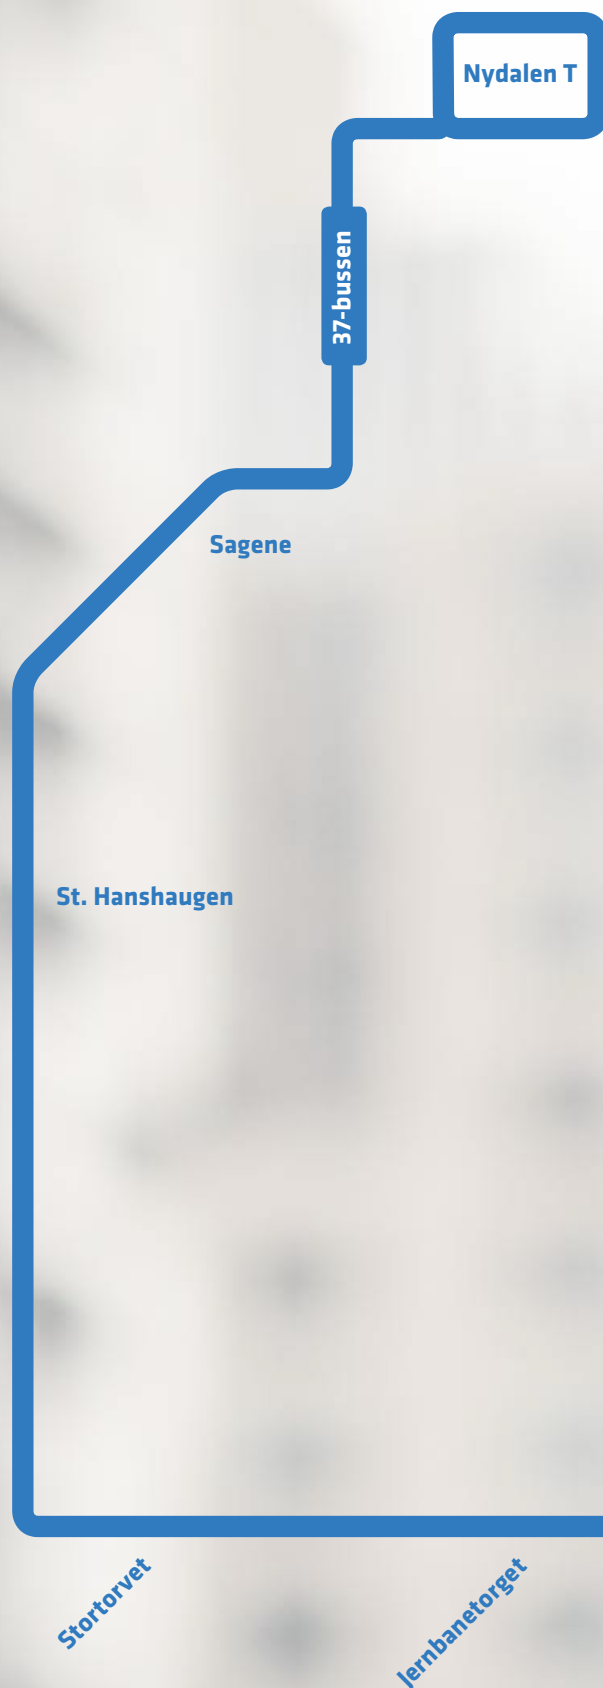 Nydalen T
37-bussen
Sagene
St. Hanshaugen
Stortorvet
Jernbanetorget